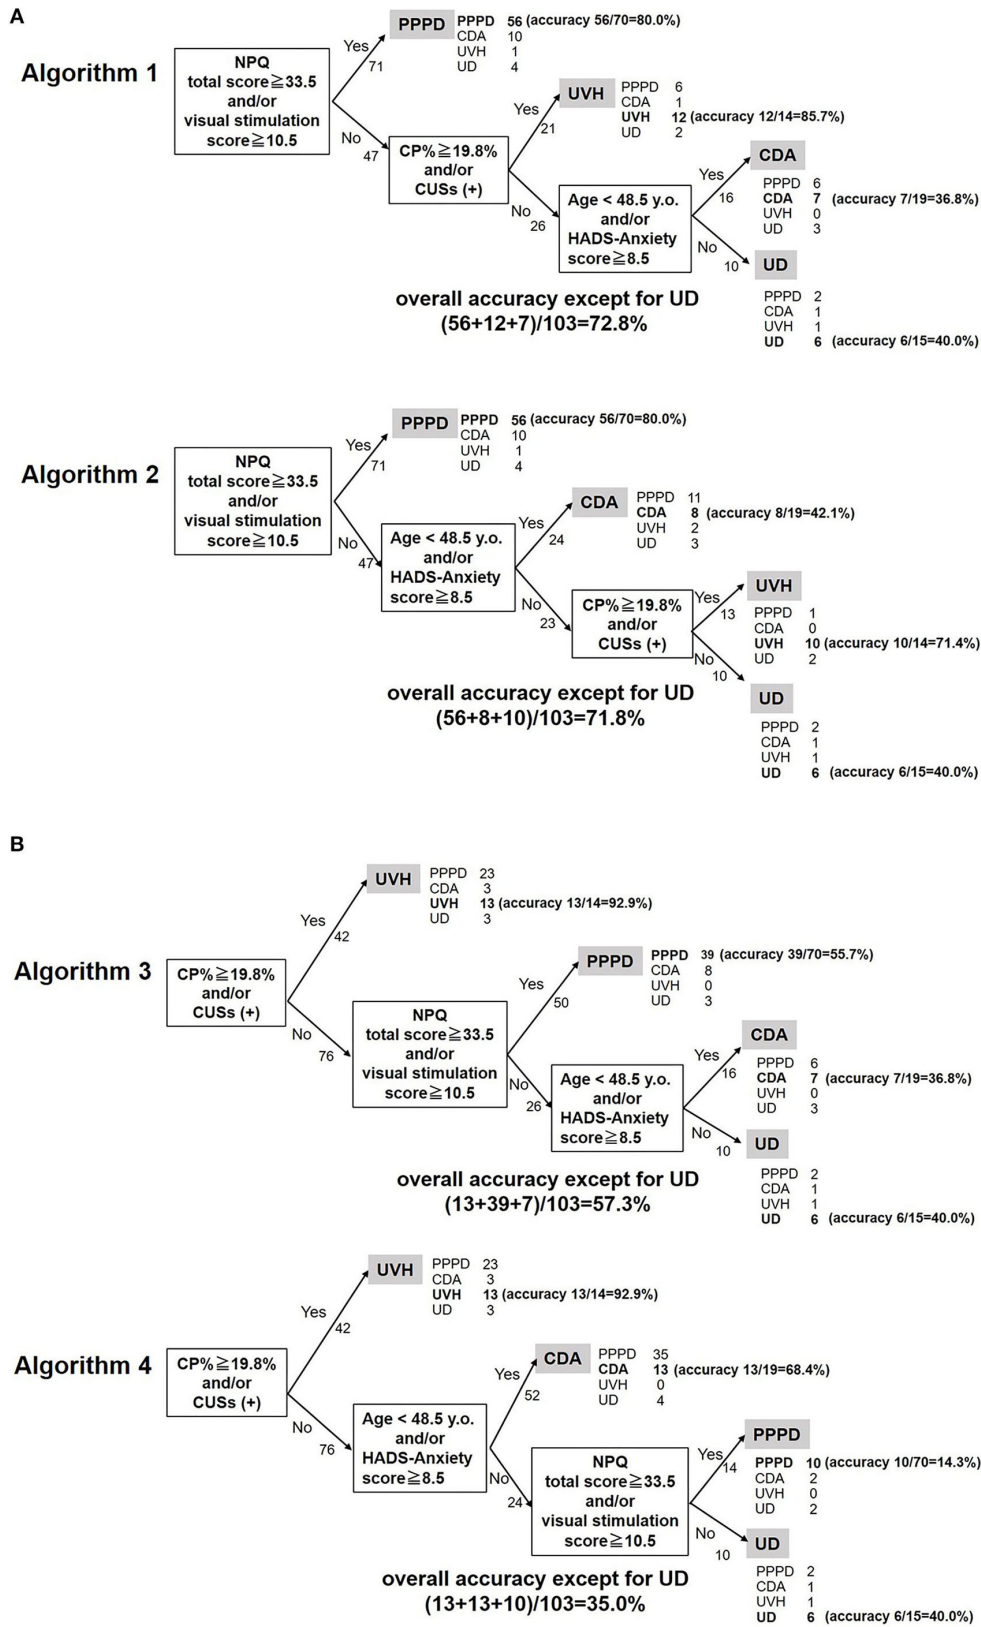 A
Algorithm 1
NPQ
total score≧33.5
and/or
visual stimulation
score≧10.5
Yes
71
No
47
PPPD
PPPD 56 (accuracy 56/70=80.0%)
CDA 10
UVH 1
UD 4
CP%≧19.8%
and/or
CUSs (+)
Yes
21
No
26
UVH
PPPD 6
CDA 1
UVH 12 (accuracy 12/14=85.7%)
UD 2
Age < 48.5 y.o.
and/or
HADS-Anxiety
score≧8.5
Yes
16
No
10
CDA
PPPD 6
CDA 7 (accuracy 7/19=36.8%)
UVH 0
UD 3
UD
PPPD 2
CDA 1
UVH 1
UD 6 (accuracy 6/15=40.0%)
overall accuracy except for UD
(56+12+7)/103=72.8%
Algorithm 2
NPQ
total score≧33.5
and/or
visual stimulation
score≧10.5
Yes
71
No
47
PPPD
PPPD 56 (accuracy 56/70=80.0%)
CDA 10
UVH 1
UD 4
Age < 48.5 y.o.
and/or
HADS-Anxiety
score≧8.5
Yes
24
No
23
CDA
PPPD 11
CDA 8 (accuracy 8/19=42.1%)
UVH 2
UD 3
CP%≧19.8%
and/or
CUSs (+)
Yes
13
No
10
UVH
PPPD 1
CDA 0
UVH 10 (accuracy 10/14=71.4%)
UD 2
UD
PPPD 2
CDA 1
UVH 1
UD 6 (accuracy 6/15=40.0%)
overall accuracy except for UD
(56+8+10)/103=71.8%
B
Algorithm 3
CP%≧19.8%
and/or
CUSs (+)
Yes
42
No
76
UVH
PPPD 23
CDA 3
UVH 13 (accuracy 13/14=92.9%)
UD 3
NPQ
total score≧33.5
and/or
visual stimulation
score≧10.5
Yes
50
No
26
PPPD
PPPD 39 (accuracy 39/70=55.7%)
CDA 8
UVH 0
UD 3
Age < 48.5 y.o.
and/or
HADS-Anxiety
score≧8.5
Yes
16
No
10
CDA
PPPD 6
CDA 7 (accuracy 7/19=36.8%)
UVH 0
UD 3
UD
PPPD 2
CDA 1
UVH 1
UD 6 (accuracy 6/15=40.0%)
overall accuracy except for UD
(13+39+7)/103=57.3%
Algorithm 4
CP%≧19.8%
and/or
CUSs (+)
Yes
42
No
76
UVH
PPPD 23
CDA 3
UVH 13 (accuracy 13/14=92.9%)
UD 3
Age < 48.5 y.o.
and/or
HADS-Anxiety
score≧8.5
Yes
52
No
24
CDA
PPPD 35
CDA 13 (accuracy 13/19=68.4%)
UVH 0
UD 4
NPQ
total score≧33.5
and/or
visual stimulation
score≧10.5
Yes
14
No
10
PPPD
PPPD 10 (accuracy 10/70=14.3%)
CDA 2
UVH 0
UD 2
UD
PPPD 2
CDA 1
UVH 1
UD 6 (accuracy 6/15=40.0%)
overall accuracy except for UD
(13+13+10)/103=35.0%